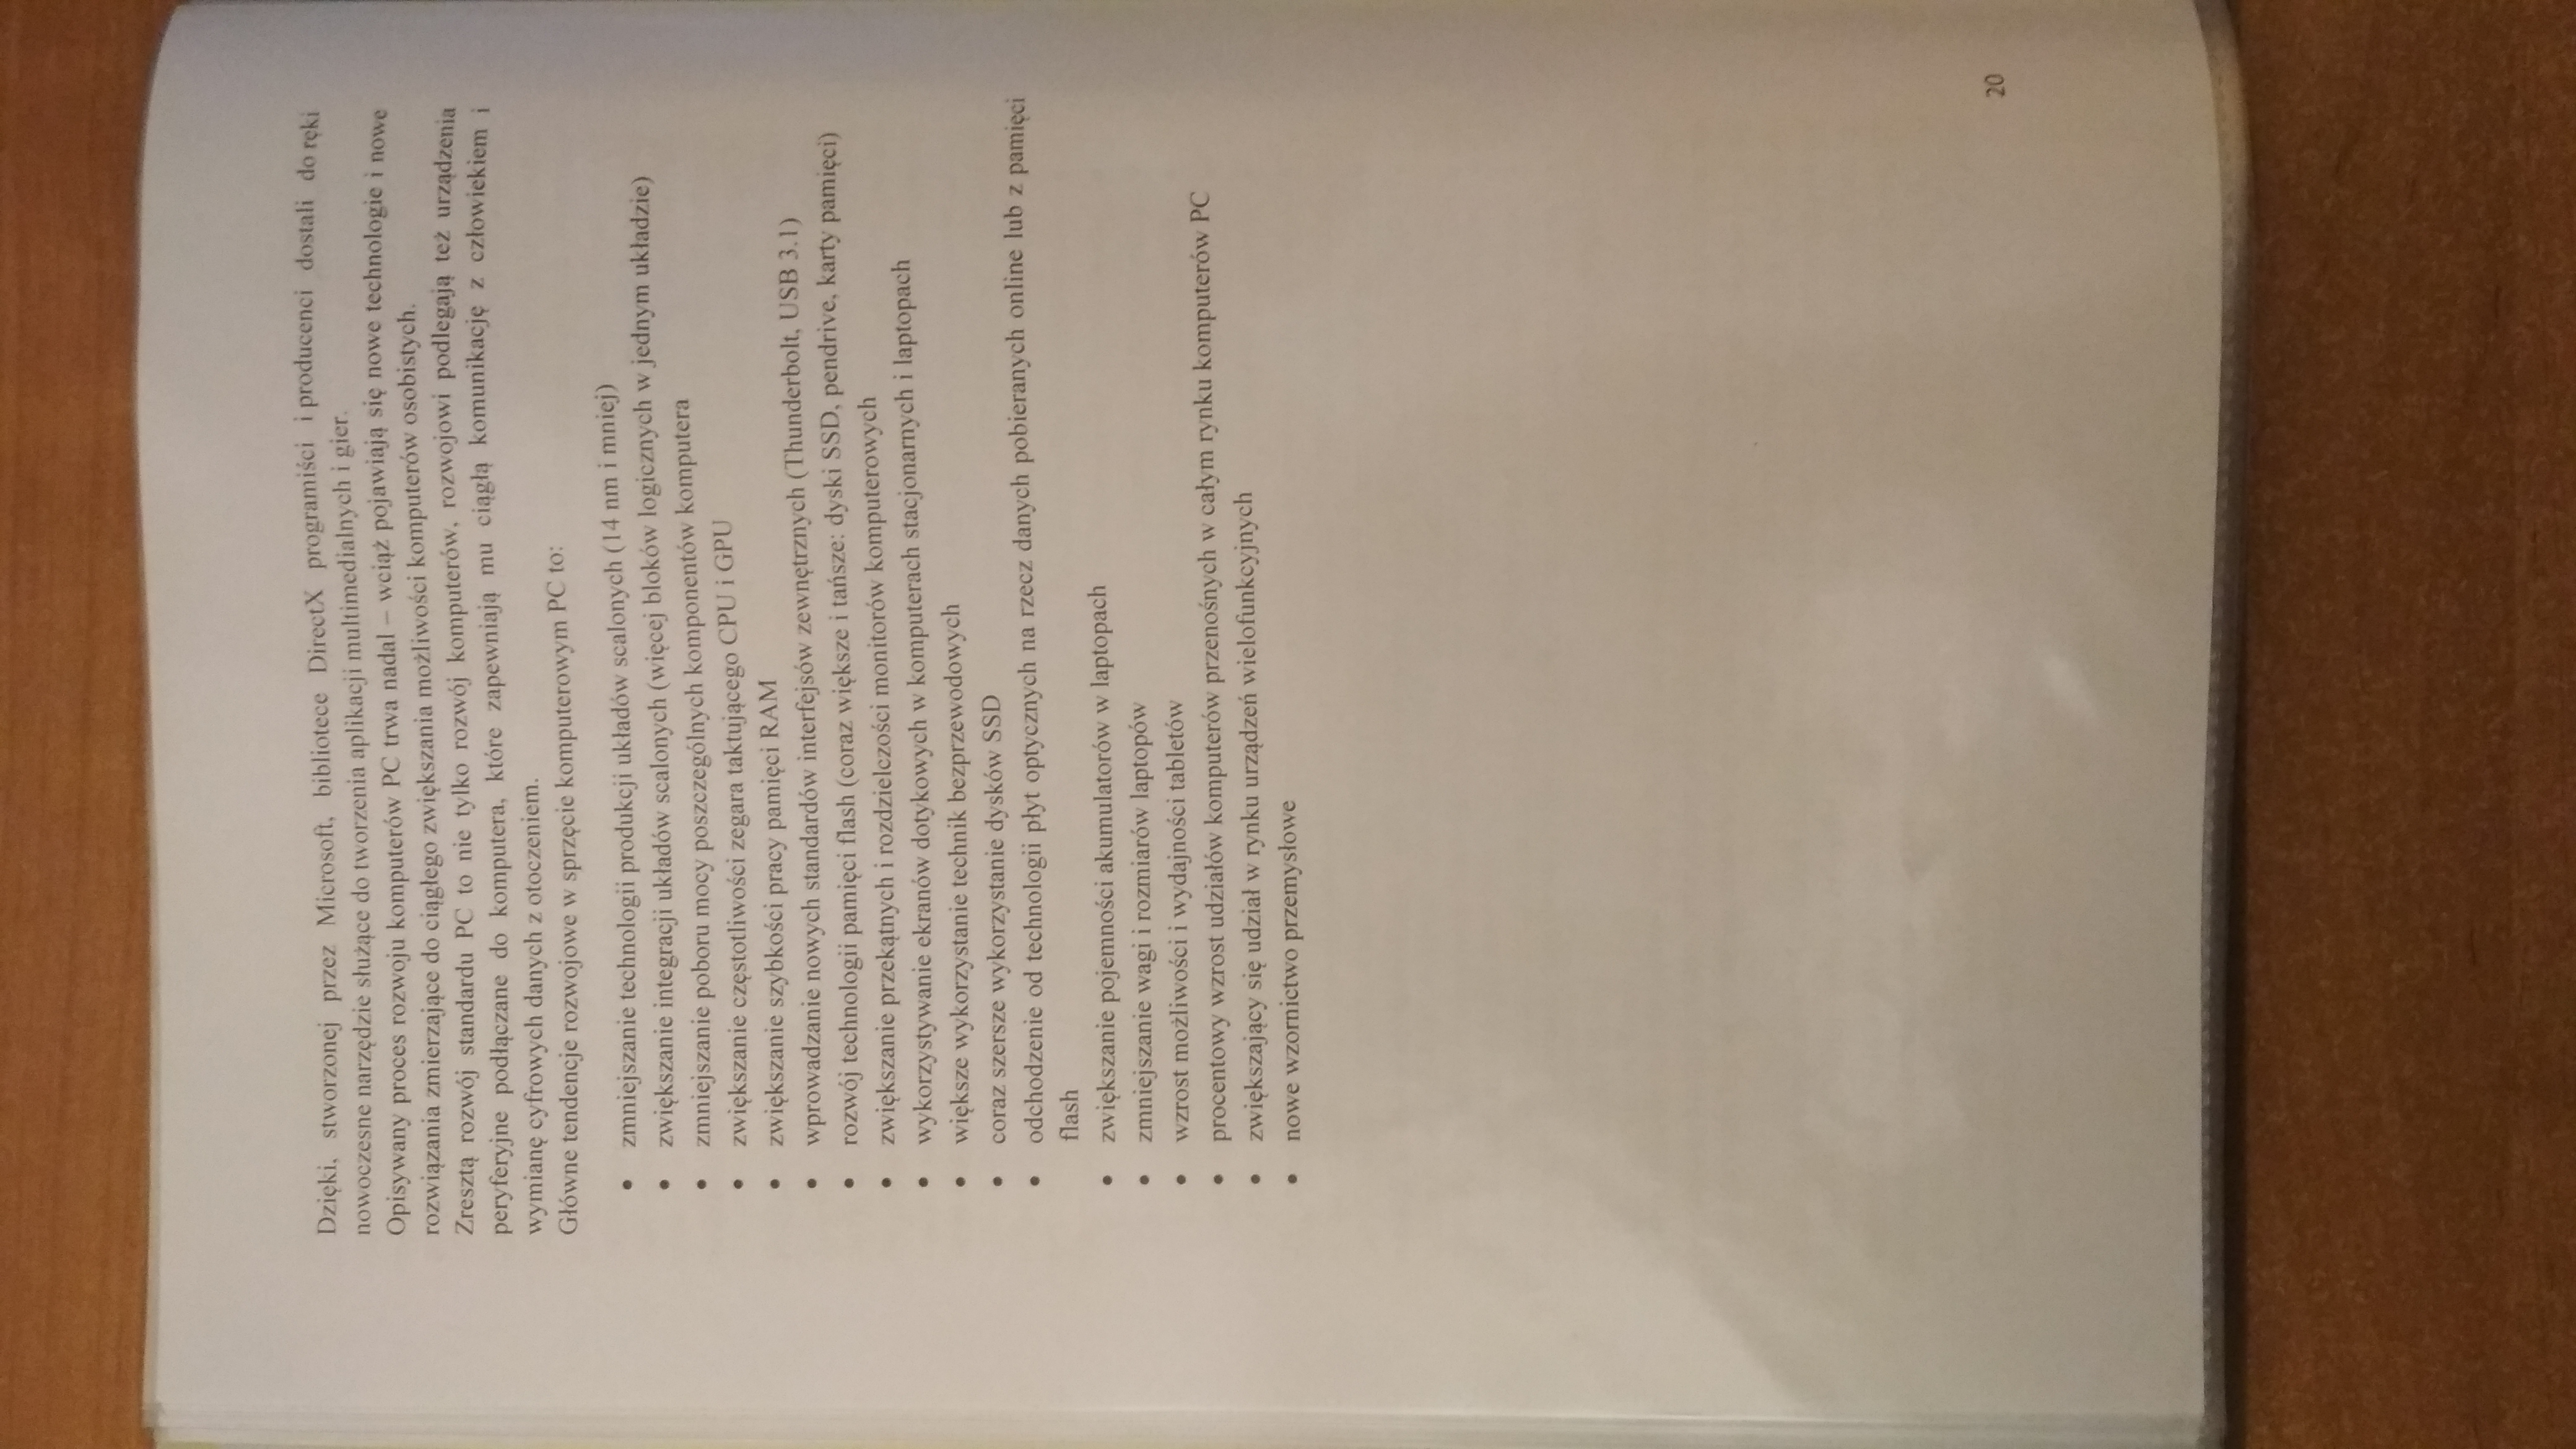 Dzięki, stworzonej przez Microsoft, bibliotece DirectX programiści i producenci dostali do ręki
nowoczesne narzędzie służące do tworzenia aplikacji multimedialnych i gier.
Opisywany proces rozwoju komputerów PC trwa nadal – wciąż pojawiają się nowe technologie i nowe
rozwiązania zmierzające do ciągłego zwiększania możliwości komputerów osobistych.
Zresztą rozwój standardu PC to nie tylko rozwój komputerów, rozwojowi podlegają też urządzenia
peryferyjne podłączane do komputera, które zapewniają mu ciągłą komunikację z człowiekiem i
wymianę cyfrowych danych z otoczeniem.
Główne tendencje rozwojowe w sprzęcie komputerowym PC to:
• zmniejszanie technologii produkcji układów scalonych (14 nm i mniej)
• zwiększanie integracji układów scalonych (więcej bloków logicznych w jednym układzie)
• zmniejszanie poboru mocy poszczególnych komponentów komputera
• zwiększanie częstotliwości zegara taktującego CPU i GPU
• zwiększanie szybkości pracy pamięci RAM
• wprowadzanie nowych standardów interfejsów zewnętrznych (Thunderbolt, USB 3.1)
• rozwój technologii pamięci flash (coraz większe i tańsze: dyski SSD, pendrive, karty pamięci)
• zwiększanie przekątnych i rozdzielczości monitorów komputerowych
• wykorzystywanie ekranów dotykowych w komputerach stacjonarnych i laptopach
• większe wykorzystanie technik bezprzewodowych
• coraz szersze wykorzystanie dysków SSD
• odchodzenie od technologii płyt optycznych na rzecz danych pobieranych online lub z pamięci
flash
• zwiększanie pojemności akumulatorów w laptopach
• zmniejszanie wagi i rozmiarów laptopów
• wzrost możliwości i wydajności tabletów
• procentowy wzrost udziałów komputerów przenośnych w całym rynku komputerów PC
• zwiększający się udział w rynku urządzeń wielofunkcyjnych
• nowe wzornictwo przemysłowe
20